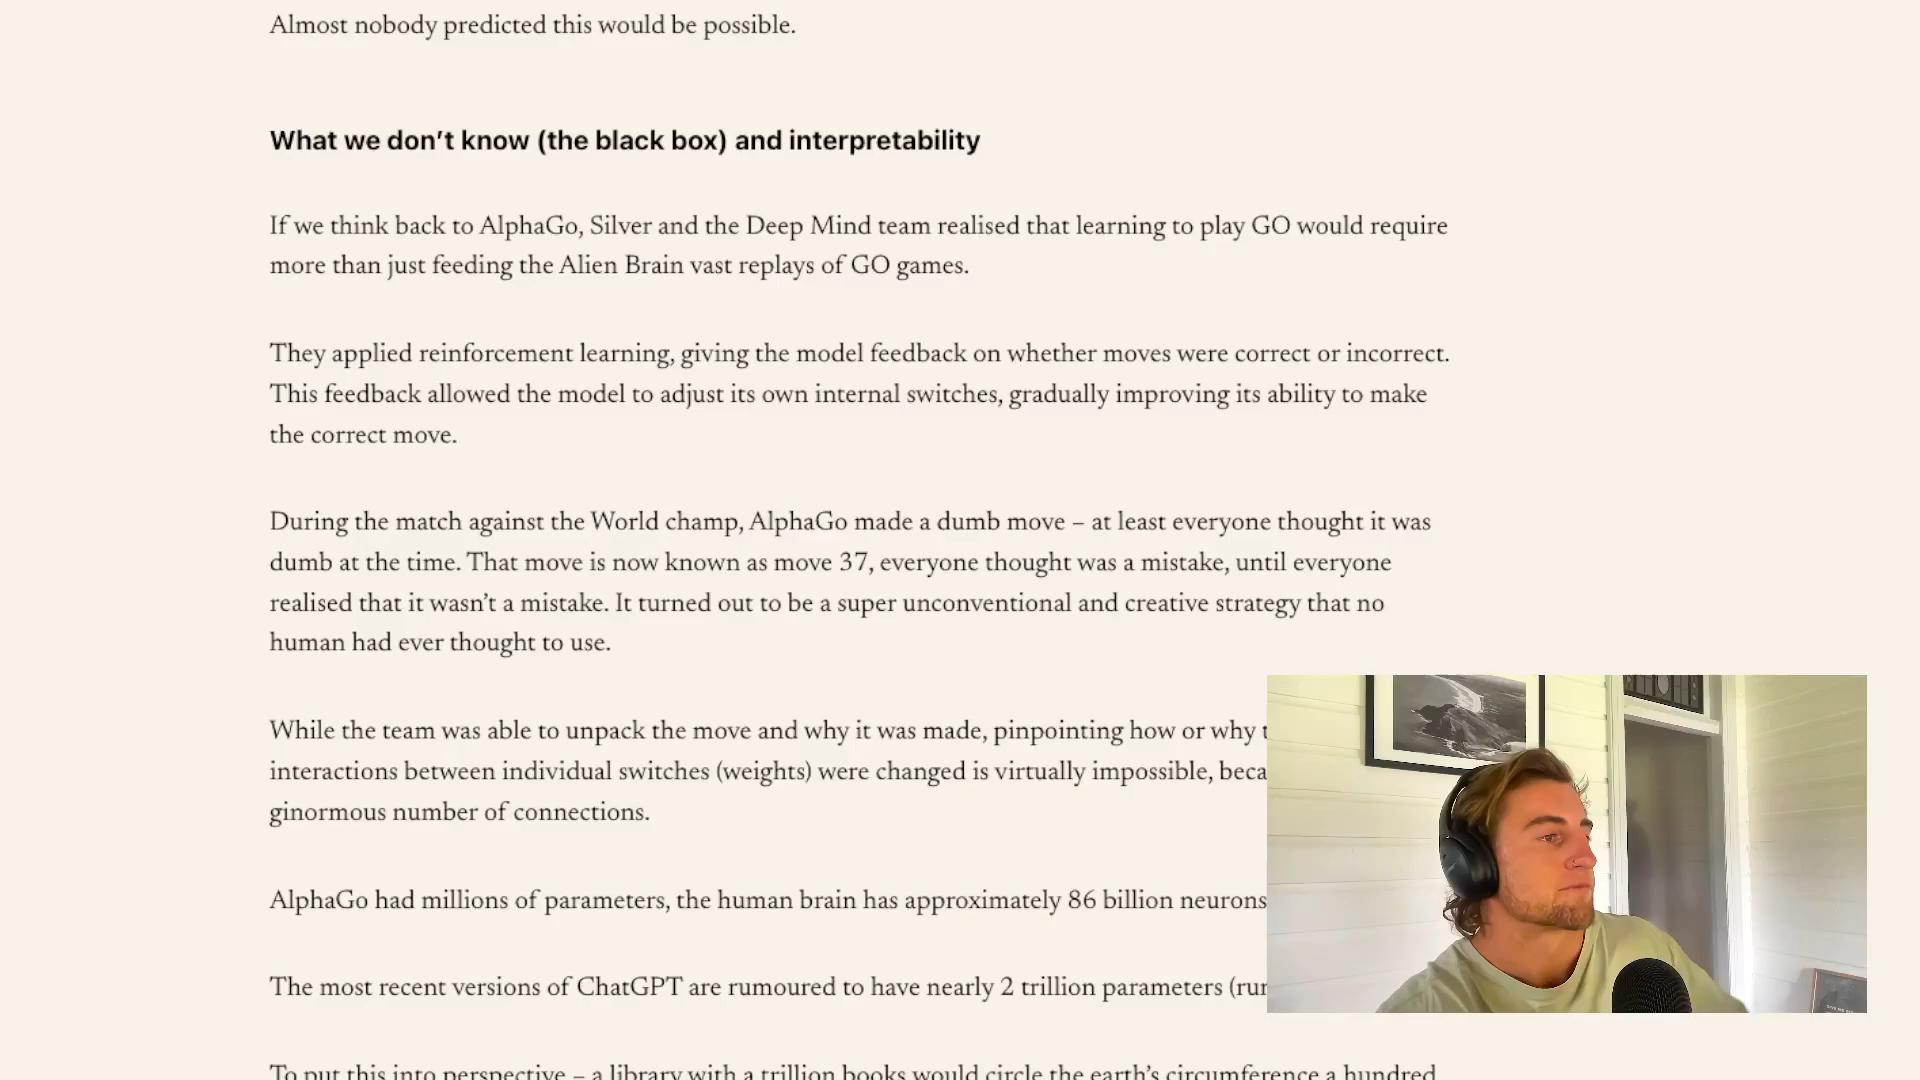 Almost nobody predicted this would be possible.
What we don’t know (the black box) and interpretability
If we think back to AlphaGo, Silver and the Deep Mind team realised that learning to play GO would require
more than just feeding the Alien Brain vast replays of GO games.
They applied reinforcement learning, giving the model feedback on whether moves were correct or incorrect.
This feedback allowed the model to adjust its own internal switches, gradually improving its ability to make
the correct move.
During the match against the World champ, AlphaGo made a dumb move – at least everyone thought it was
dumb at the time. That move is now known as move 37, everyone thought was a mistake, until everyone
realised that it wasn’t a mistake. It turned out to be a super unconventional and creative strategy that no
human had ever thought to use.
While the team was able to unpack the move and why it was made, pinpointing how or why
interactions between individual switches (weights) were changed is virtually impossible,
ginormous number of connections.
AlphaGo had millions of parameters, the human brain has approximately 86 billion neurons
The most recent versions of ChatGPT are rumoured to have nearly 2 trillion parameters
To put this into perspective – a library with a trillion books would circle the earth’s circumference a hundred